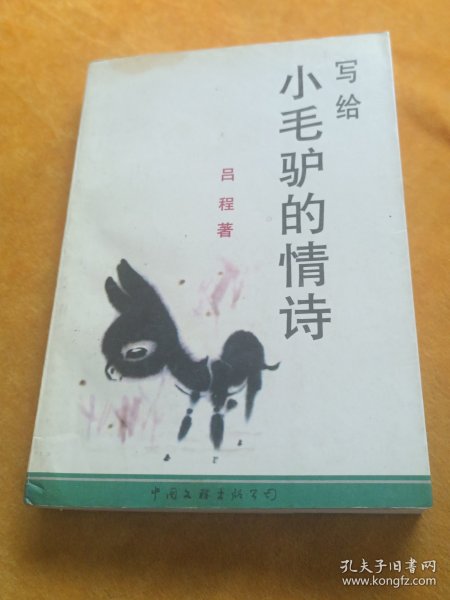 写给
小毛驴的情诗
吕程著
中国文联出版公司
孔夫子旧书网
www.kongfz.com